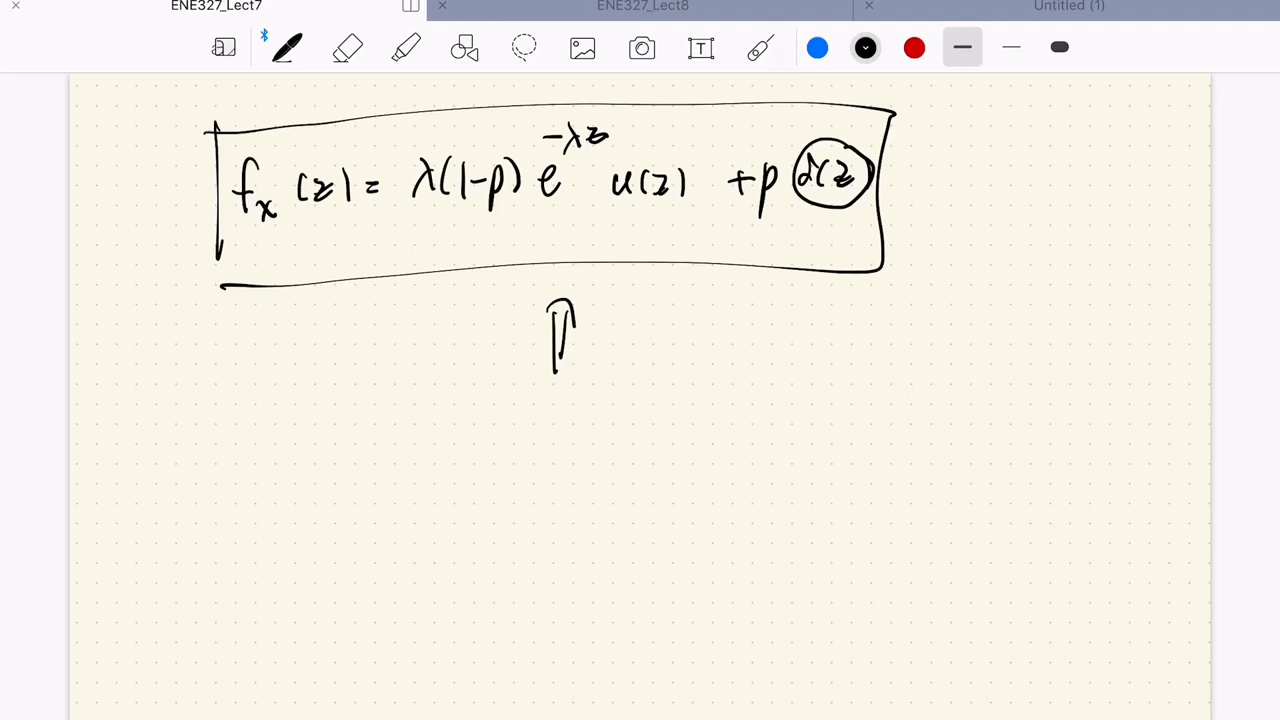 ENE327_Lect7 ENE327_Lect8 Untitled (1)
T
f_x (z) = λ(1-p) e^{-λz} u(z) + p δ(z